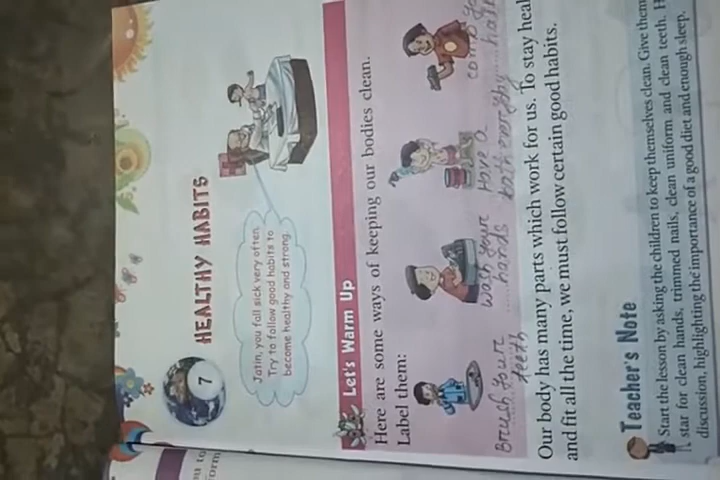 7
HEALTHY HABITS
Jatin, you fall sick very often.
Try to follow good habits to
become healthy and strong.
Let's Warm Up
Here are some ways of keeping our bodies clean.
Label them:
Brush your
teeth
wash your
hands
Have a
bath everyday
comb
hair
Our body has many parts which work for us. To stay heal
and fit all the time, we must follow certain good habits.
Teacher's Note
Start the lesson by asking the children to keep themselves clean. Give them
star for clean hands, trimmed nails, clean uniform and clean teeth. H
discussion, highlighting the importance of a good diet and enough sleep.